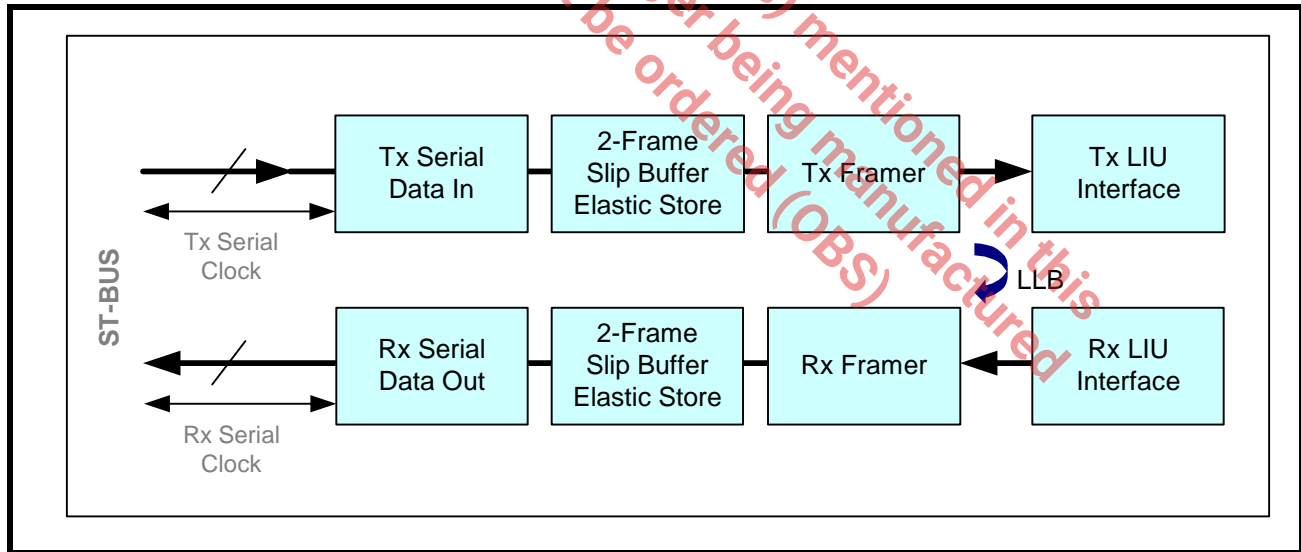 ) mentioned in this
er being manufactured
be ordered (OBS)
Tx Serial
Data In
2-Frame
Slip Buffer
Elastic Store
Tx Framer
Tx LIU
Interface
Tx Serial
Clock
ST-BUS
LLB
Rx Serial
Data Out
2-Frame
Slip Buffer
Elastic Store
Rx Framer
Rx LIU
Interface
Rx Serial
Clock